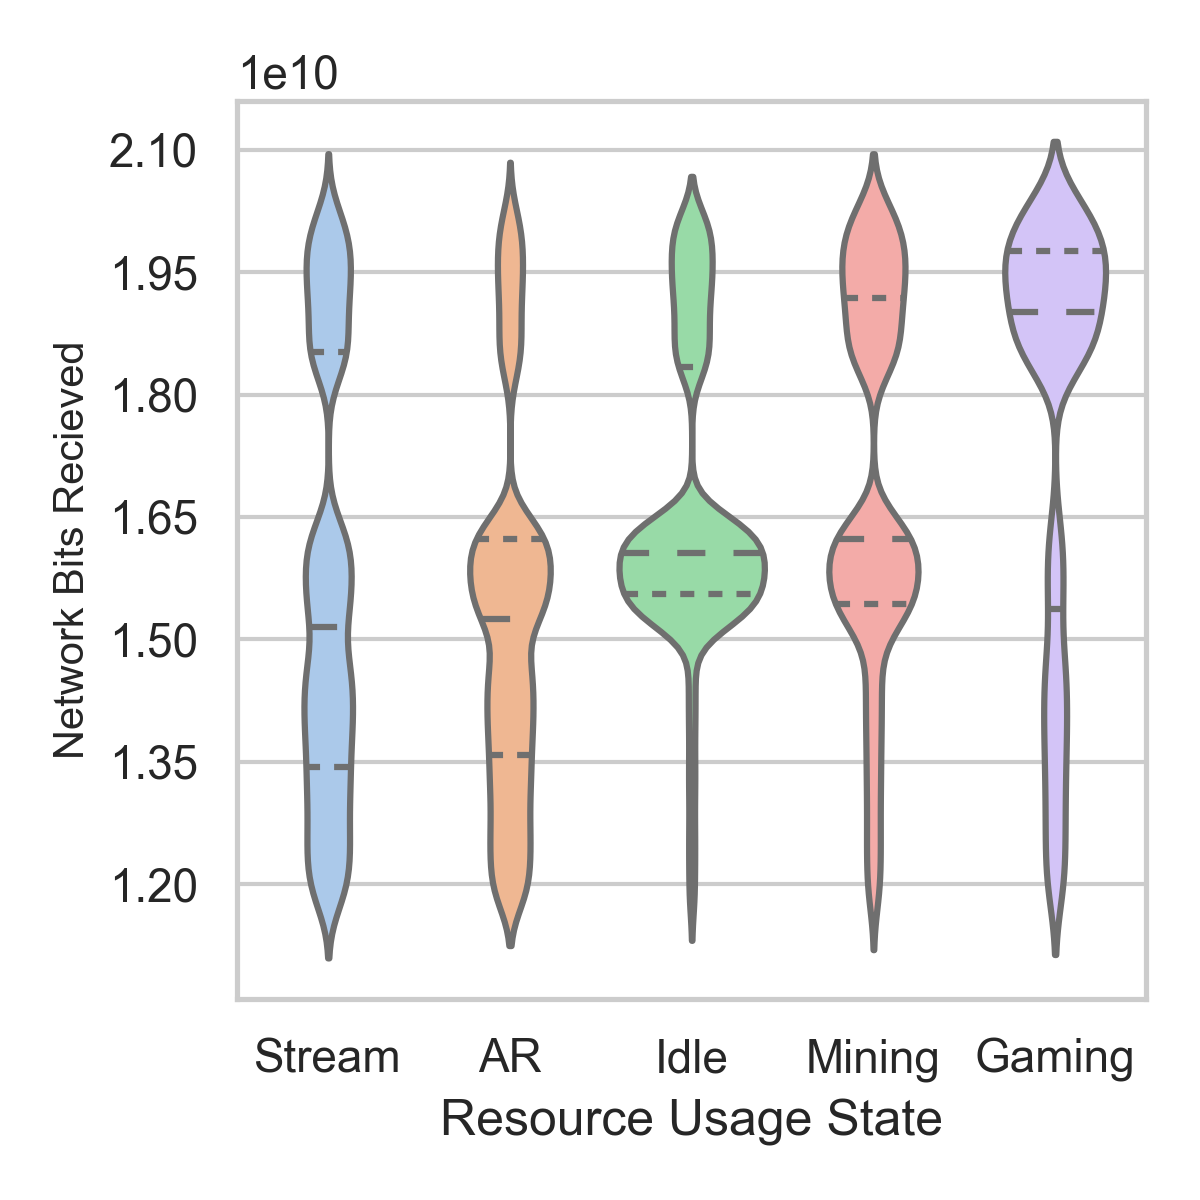 1e10
2.10
1.95
1.80
1.65
1.50
1.35
1.20
Network Bits Recieved
Stream AR Idle Mining Gaming
Resource Usage State